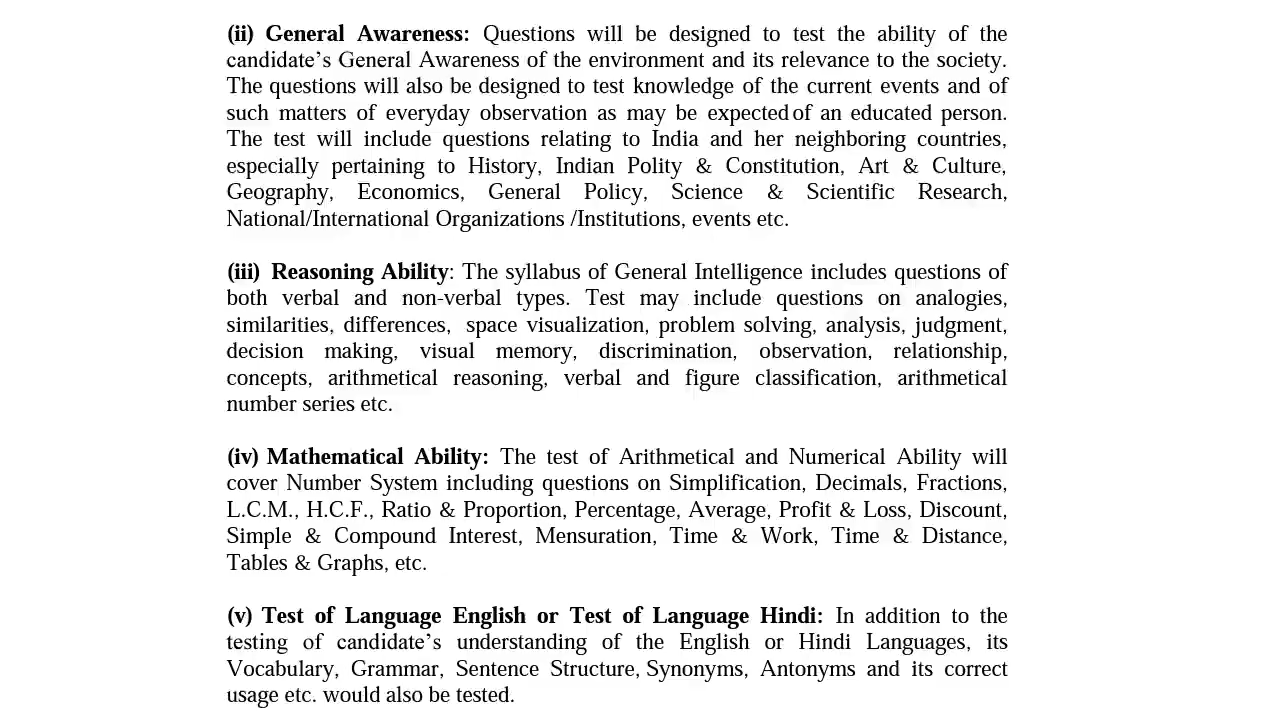 (ii) General Awareness: Questions will be designed to test the ability of the
candidate’s General Awareness of the environment and its relevance to the society.
The questions will also be designed to test knowledge of the current events and of
such matters of everyday observation as may be expected of an educated person.
The test will include questions relating to India and her neighboring countries,
especially pertaining to History, Indian Polity & Constitution, Art & Culture,
Geography, Economics, General Policy, Science & Scientific Research,
National/International Organizations /Institutions, events etc.
(iii) Reasoning Ability: The syllabus of General Intelligence includes questions of
both verbal and non-verbal types. Test may include questions on analogies,
similarities, differences, space visualization, problem solving, analysis, judgment,
decision making, visual memory, discrimination, observation, relationship,
concepts, arithmetical reasoning, verbal and figure classification, arithmetical
number series etc.
(iv) Mathematical Ability: The test of Arithmetical and Numerical Ability will
cover Number System including questions on Simplification, Decimals, Fractions,
L.C.M., H.C.F., Ratio & Proportion, Percentage, Average, Profit & Loss, Discount,
Simple & Compound Interest, Mensuration, Time & Work, Time & Distance,
Tables & Graphs, etc.
(v) Test of Language English or Test of Language Hindi: In addition to the
testing of candidate’s understanding of the English or Hindi Languages, its
Vocabulary, Grammar, Sentence Structure, Synonyms, Antonyms and its correct
usage etc. would also be tested.